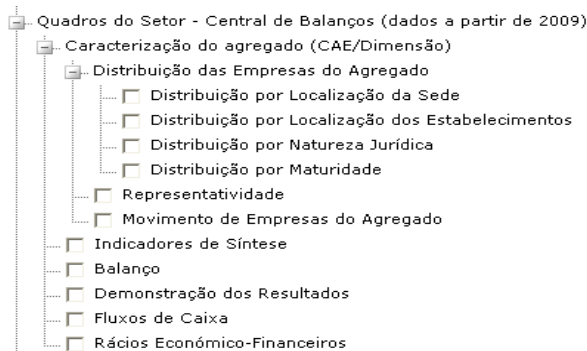 Quadros do Setor - Central de Balanços (dados a partir de 2009)
Caracterização do agregado (CAE/Dimensão)
Distribuição das Empresas do Agregado
Distribuição por Localização da Sede
Distribuição por Localização dos Estabelecimentos
Distribuição por Natureza Jurídica
Distribuição por Maturidade
Representatividade
Movimento de Empresas do Agregado
Indicadores de Síntese
Balanço
Demonstração dos Resultados
Fluxos de Caixa
Rácios Económico-Financeiros